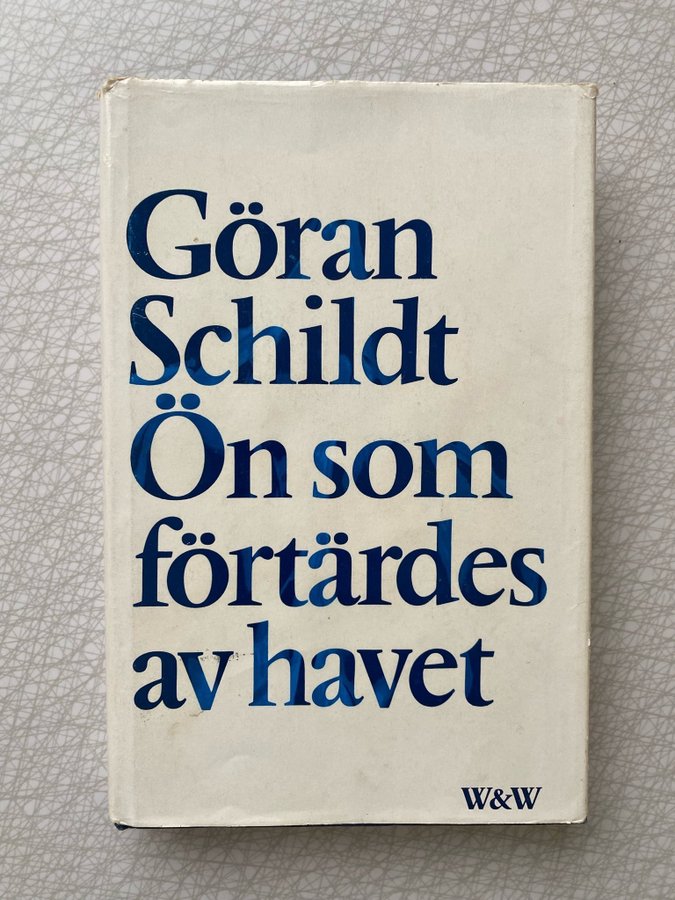 Göran
Schildt
Ön som
förtärdes
av havet
W&W